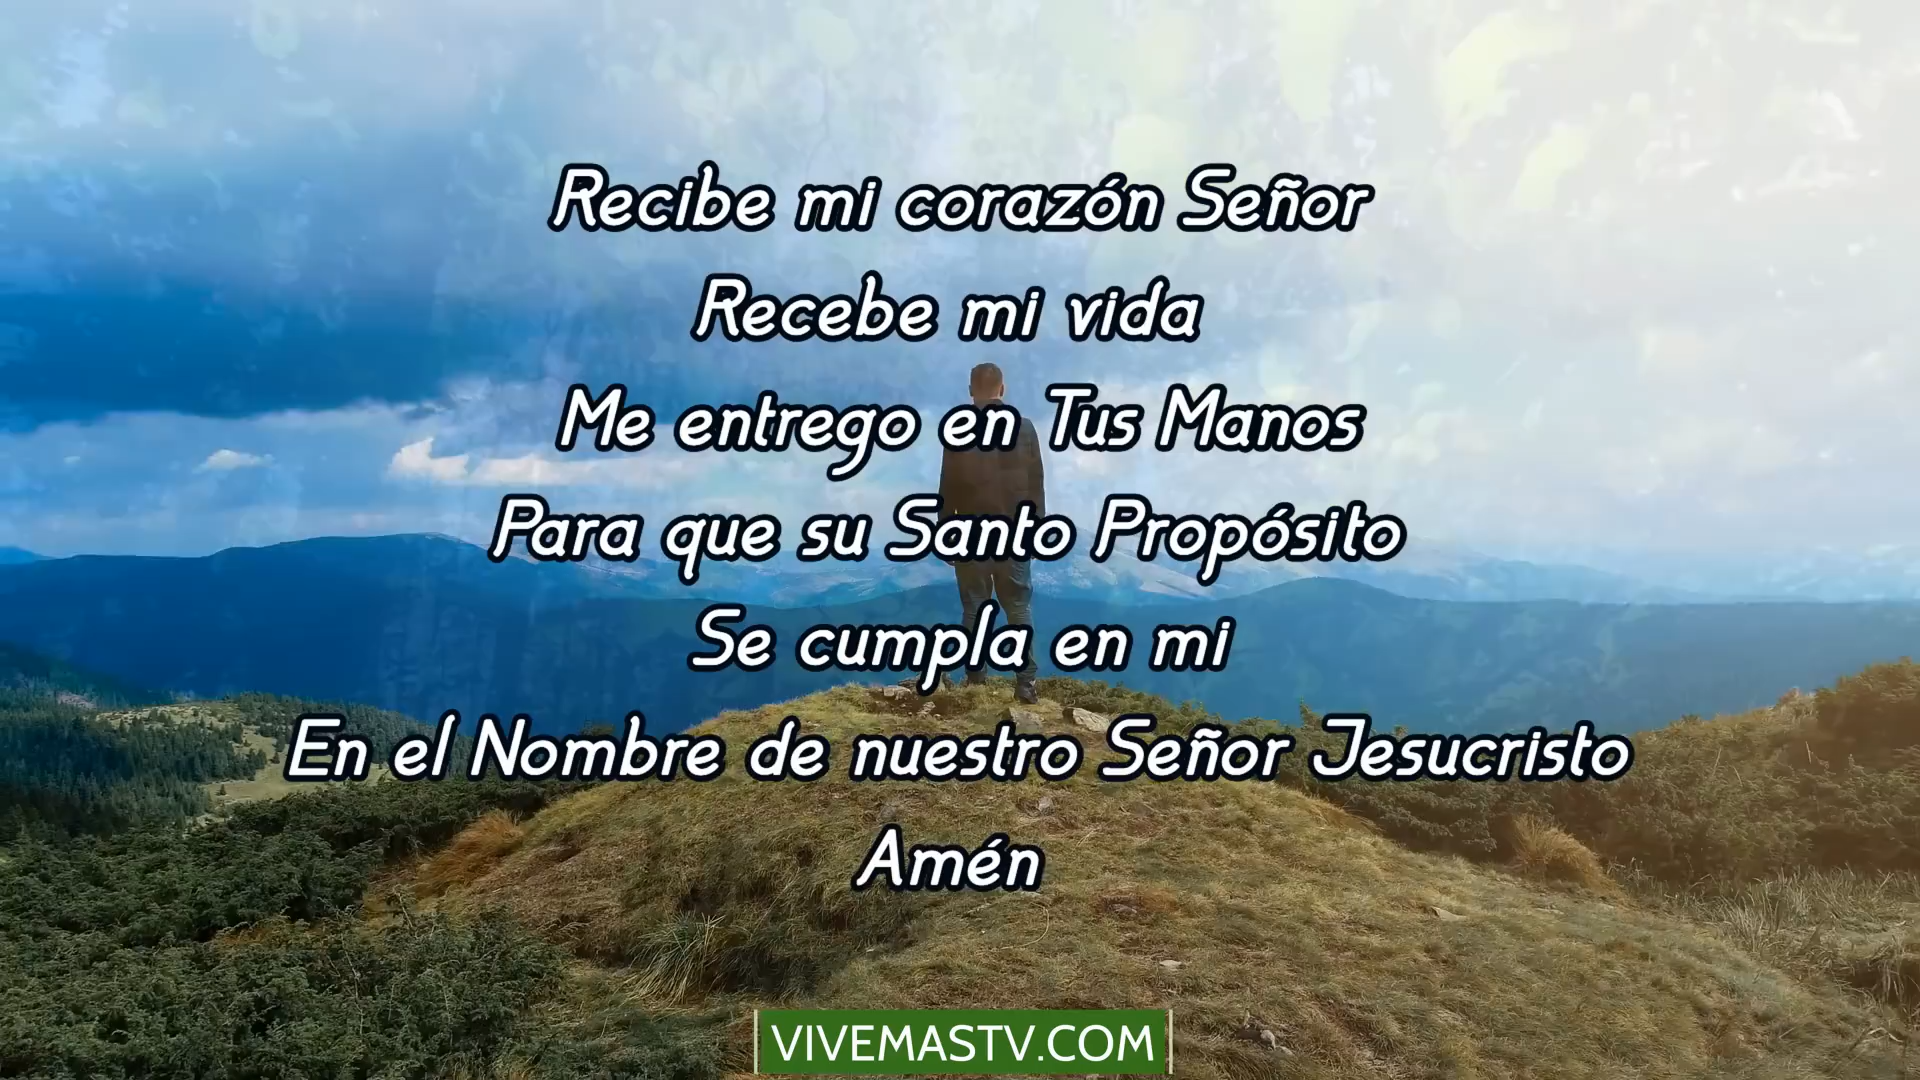 Recibe mi corazón Señor
Recebe mi vida
Me entrego en Tus Manos
Para que su Santo Propósito
Se cumpla en mi
En el Nombre de nuestro Señor Jesucristo
Amén
VIVEMASTV.COM